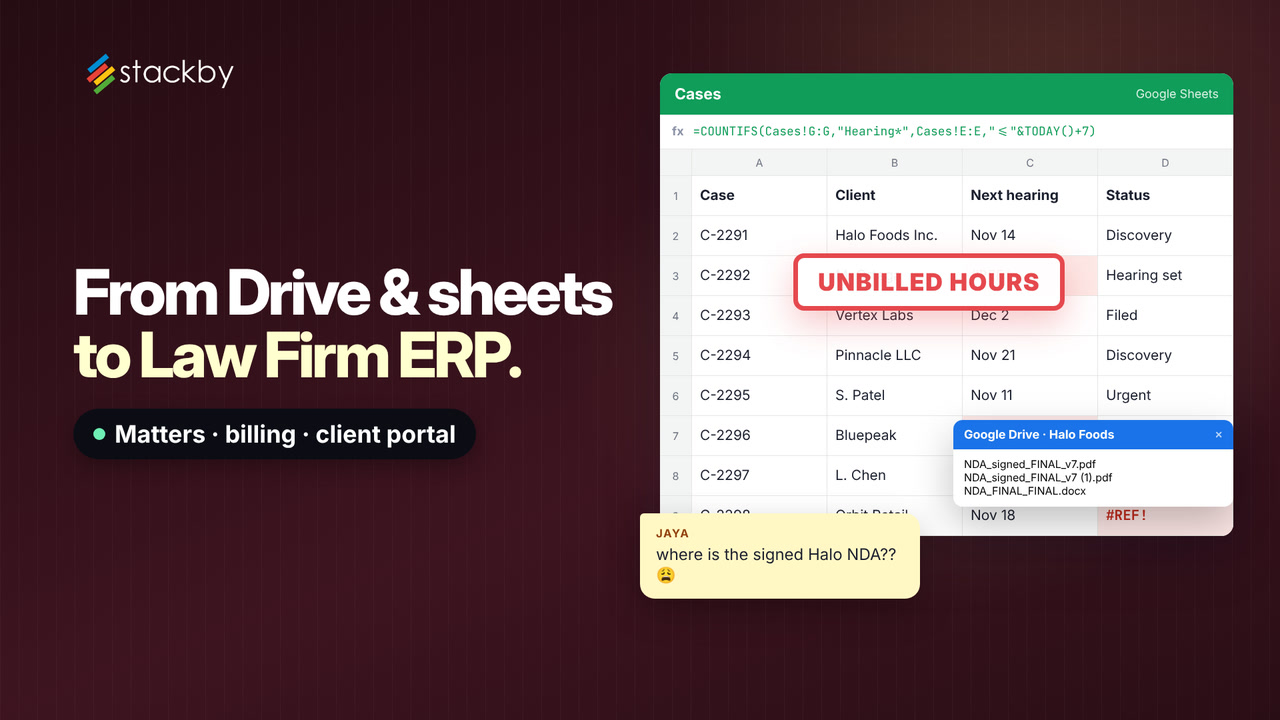 stackby
From Drive & sheets
to Law Firm ERP.
Matters · billing · client portal
Cases
Google Sheets
fx =COUNTIFS(Cases!G:G,"Hearing*",Cases!E:E,"≤"&TODAY()+7)
A B C D
1 Case Client Next hearing Status
2 C-2291 Halo Foods Inc. Nov 14 Discovery
3 C-2292 Hearing set
UNBILLED HOURS
4 C-2293 Vertex Labs Dec 2 Filed
5 C-2294 Pinnacle LLC Nov 21 Discovery
6 C-2295 S. Patel Nov 11 Urgent
7 C-2296 Bluepeak
8 C-2297 L. Chen
Google Drive · Halo Foods ×
NDA_signed_FINAL_v7.pdf
NDA_signed_FINAL_v7 (1).pdf
NDA_FINAL_FINAL.docx
C-2298 Orbit Retail Nov 18 #REF!
JAYA
where is the signed Halo NDA??
😩